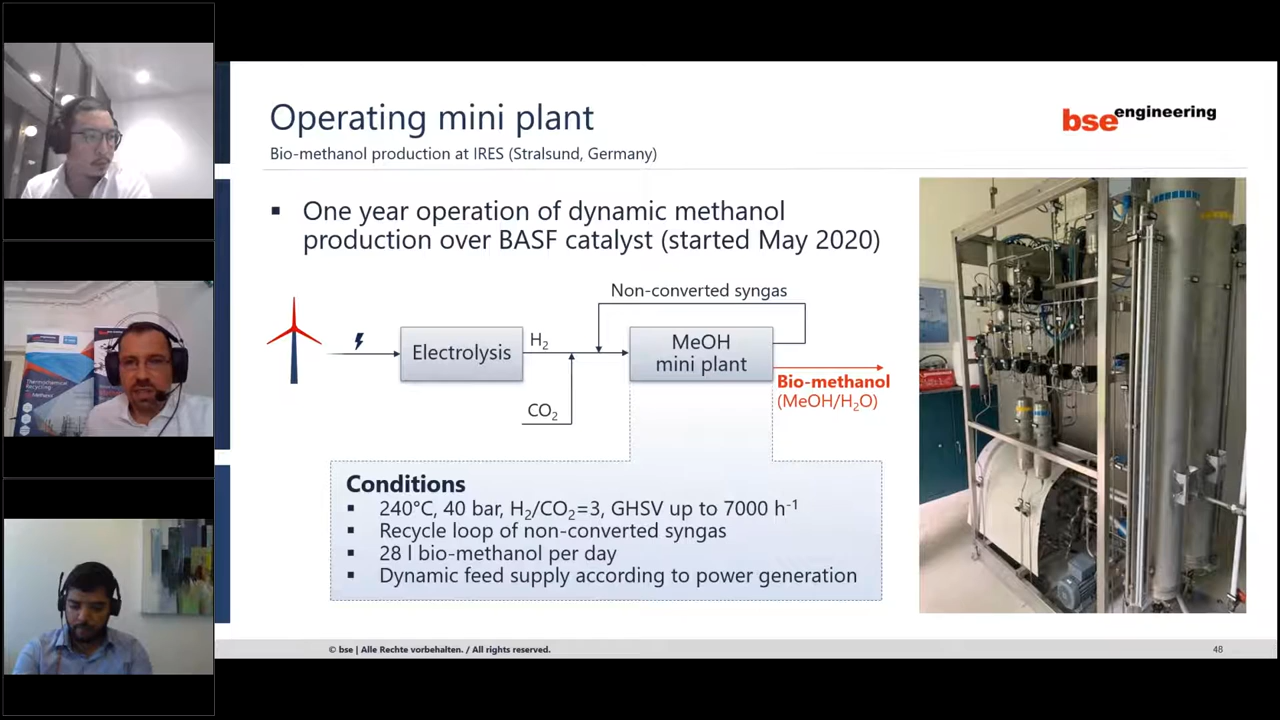 Operating mini plant
bse engineering
Bio-methanol production at IRES (Stralsund, Germany)
▪ One year operation of dynamic methanol
production over BASF catalyst (started May 2020)
Non-converted syngas
Electrolysis
H₂
MeOH
mini plant
CO₂
Bio-methanol
(MeOH/H₂O)
Conditions
▪ 240°C, 40 bar, H₂/CO₂=3, GHSV up to 7000 h⁻¹
▪ Recycle loop of non-converted syngas
▪ 28 l bio-methanol per day
▪ Dynamic feed supply according to power generation
© bse | Alle Rechte vorbehalten. / All rights reserved.
48
Thermochemical
Recycling
Methanol